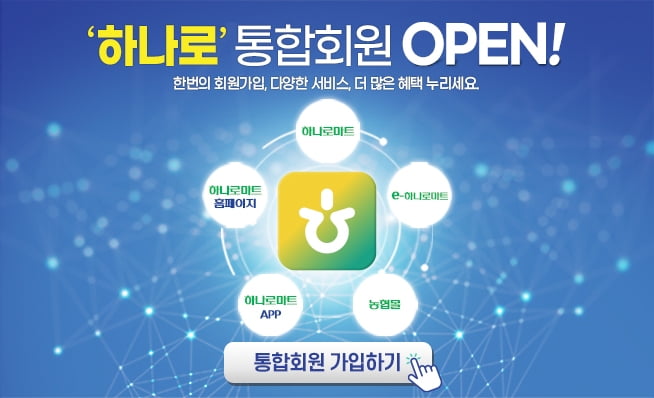 '하나로' 통합회원 OPEN!
한번의 회원가입, 다양한 서비스, 더 많은 혜택 누리세요.
하나로마트
하나로마트
홈페이지
e-하나로마트
하나로마트
APP
농협몰
통합회원 가입하기